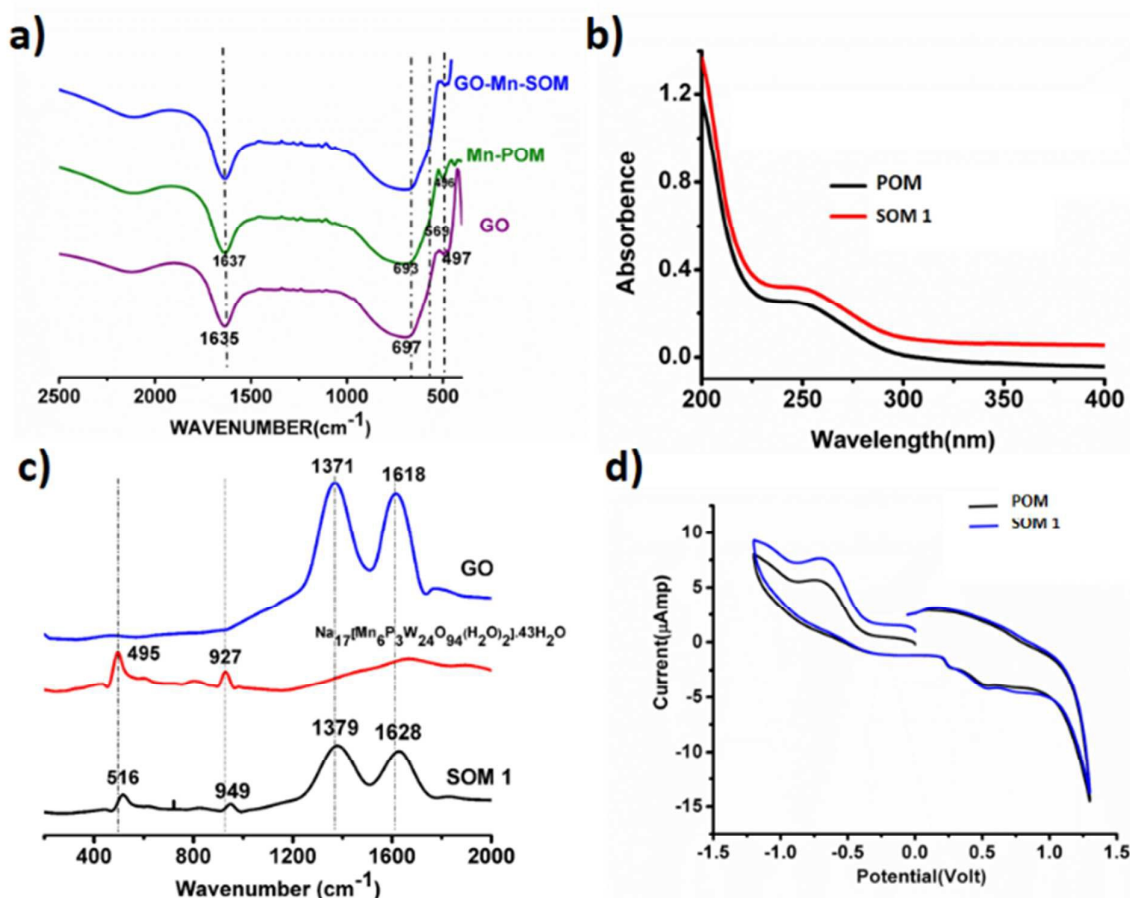 a)
GO-Mn-SOM
Mn-POM
GO
1637
693
569
496
1635
697
497
2500 2000 1500 1000 500
WAVENUMBER(cm-1)
b)
1.2
0.8
0.4
0.0
Absorbence
POM
SOM 1
200 250 300 350 400
Wavelength(nm)
c)
1371 1618
GO
Na17[Mn6P3W24O94(H2O)2].43H2O
495 927
1379 1628
516 949
SOM 1
400 800 1200 1600 2000
Wavenumber (cm-1)
d)
POM
SOM 1
10
5
0
-5
-10
-15
Current(μAmp)
-1.5 -1.0 -0.5 0.0 0.5 1.0 1.5
Potential(Volt)